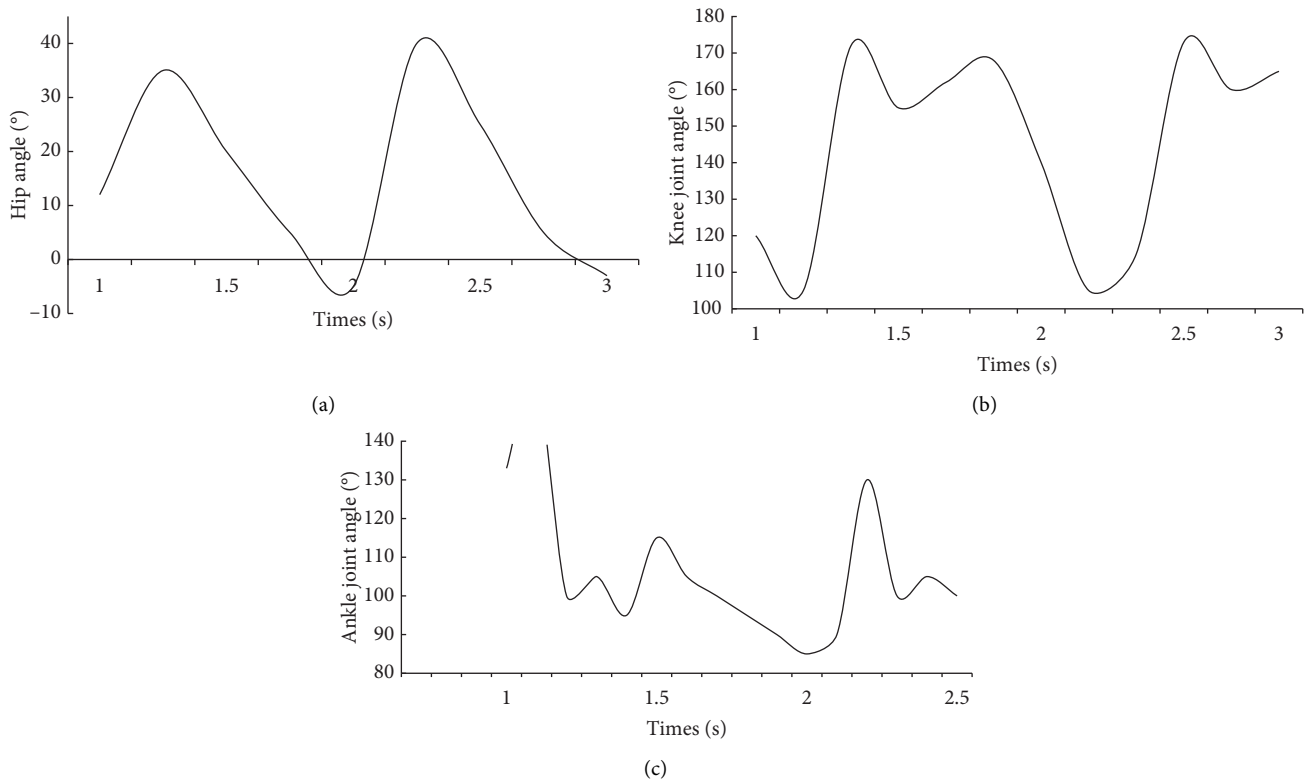 Hip angle (°)
40
30
20
10
0
–10
1 1.5 2 2.5 3
Times (s)
(a)
Knee joint angle (°)
180
170
160
150
140
130
120
110
100
1 1.5 2 2.5 3
Times (s)
(b)
Ankle joint angle (°)
140
130
120
110
100
90
80
1 1.5 2 2.5
Times (s)
(c)